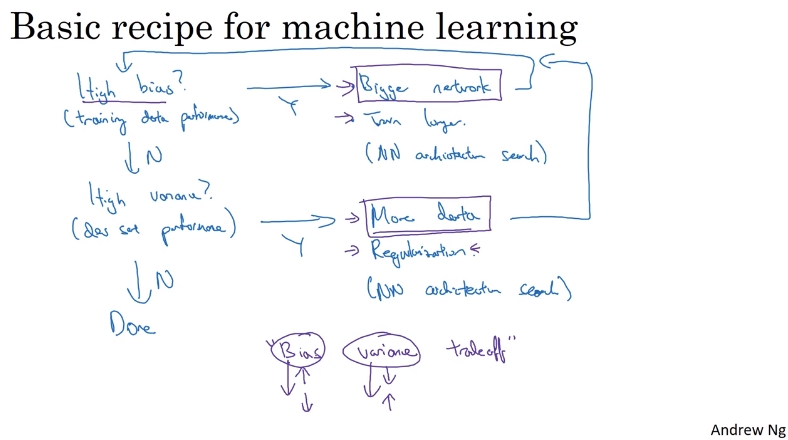 Basic recipe for machine learning
High bias?
(training data performance)
Y
Bigger network
Train longer.
(NN architecture search)
N
High variance?
(dev set performance)
Y
More data
Regularization
(NN architecture search)
N
Done
"Bias variance tradeoff"
Andrew Ng